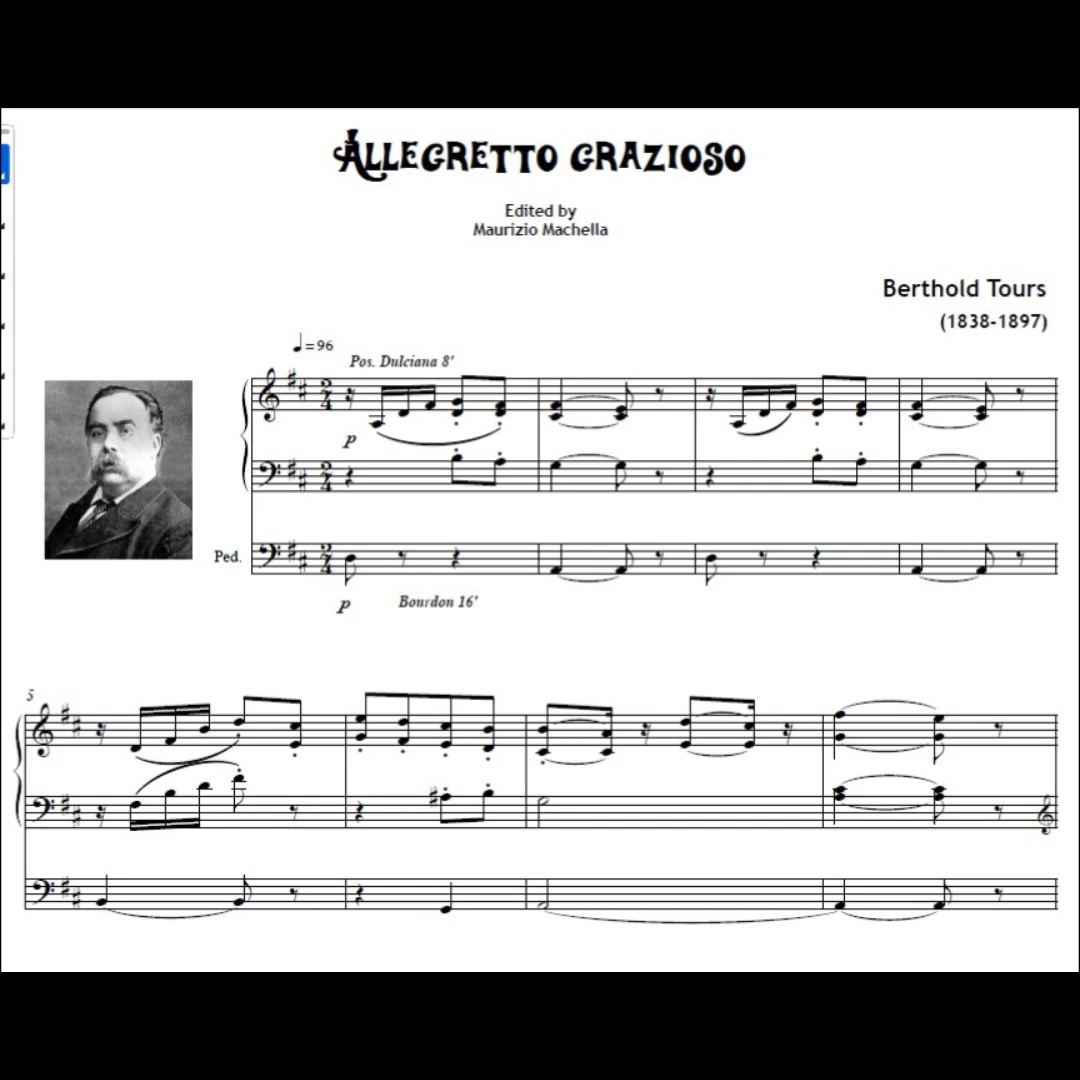 ALLEGRETTO GRAZIOSO
Edited by
Maurizio Machella
Berthold Tours
(1838-1897)
♩=96
Pos. Dulciana 8'
p
Ped.
p
Bourdon 16'
5